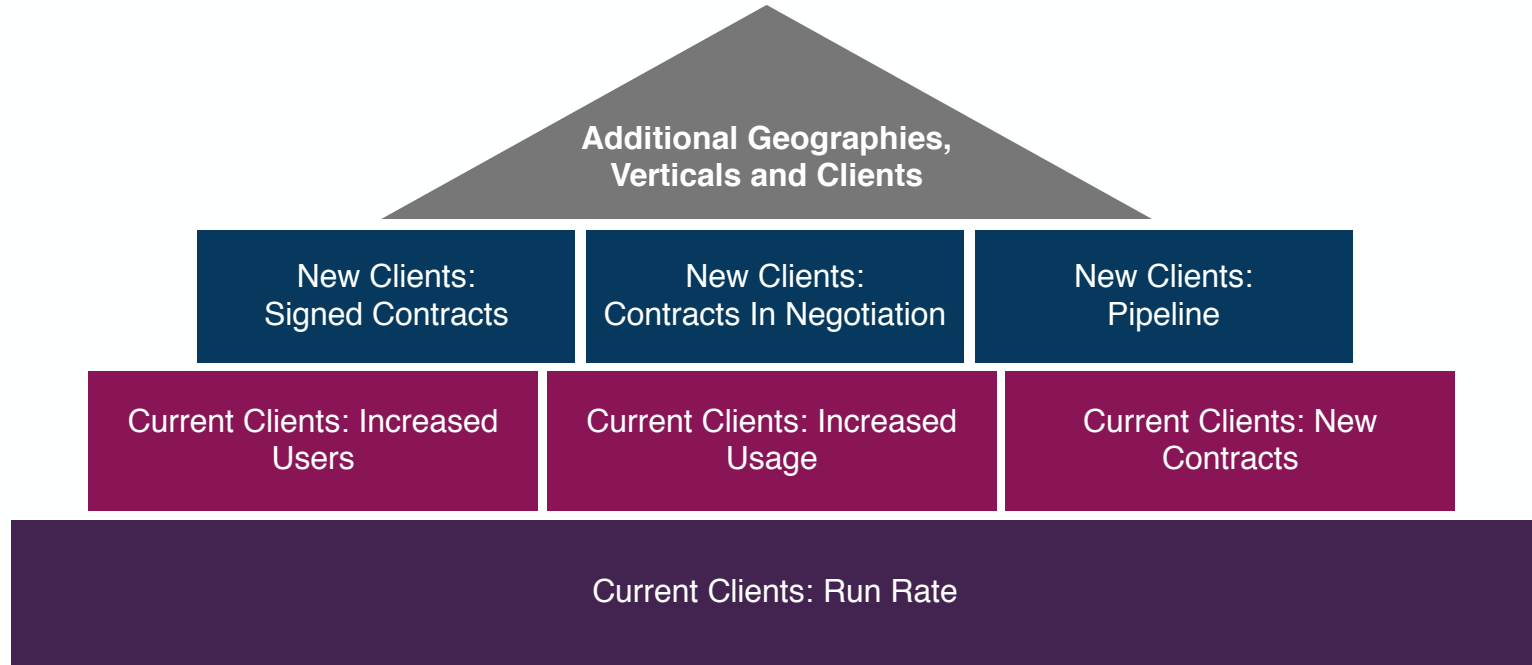 Additional Geographies,
Verticals and Clients
New Clients:
Signed Contracts
New Clients:
Contracts In Negotiation
New Clients:
Pipeline
Current Clients: Increased
Users
Current Clients: Increased
Usage
Current Clients: New
Contracts
Current Clients: Run Rate